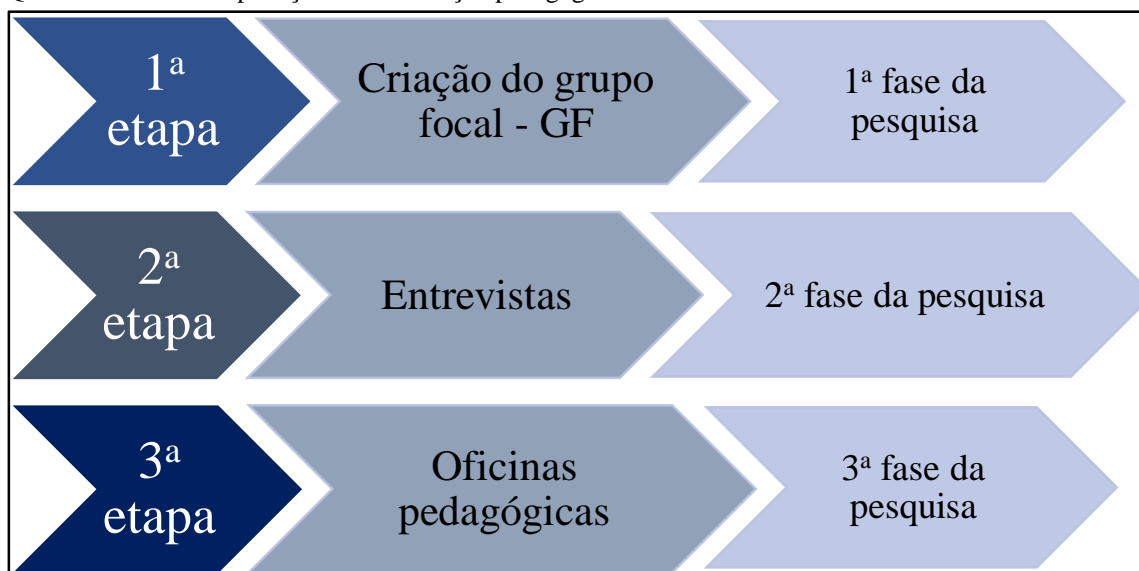 1ª
etapa
Criação do grupo
focal - GF
1ª fase da
pesquisa
2ª
etapa
Entrevistas
2ª fase da pesquisa
3ª
etapa
Oficinas
pedagógicas
3ª fase da
pesquisa